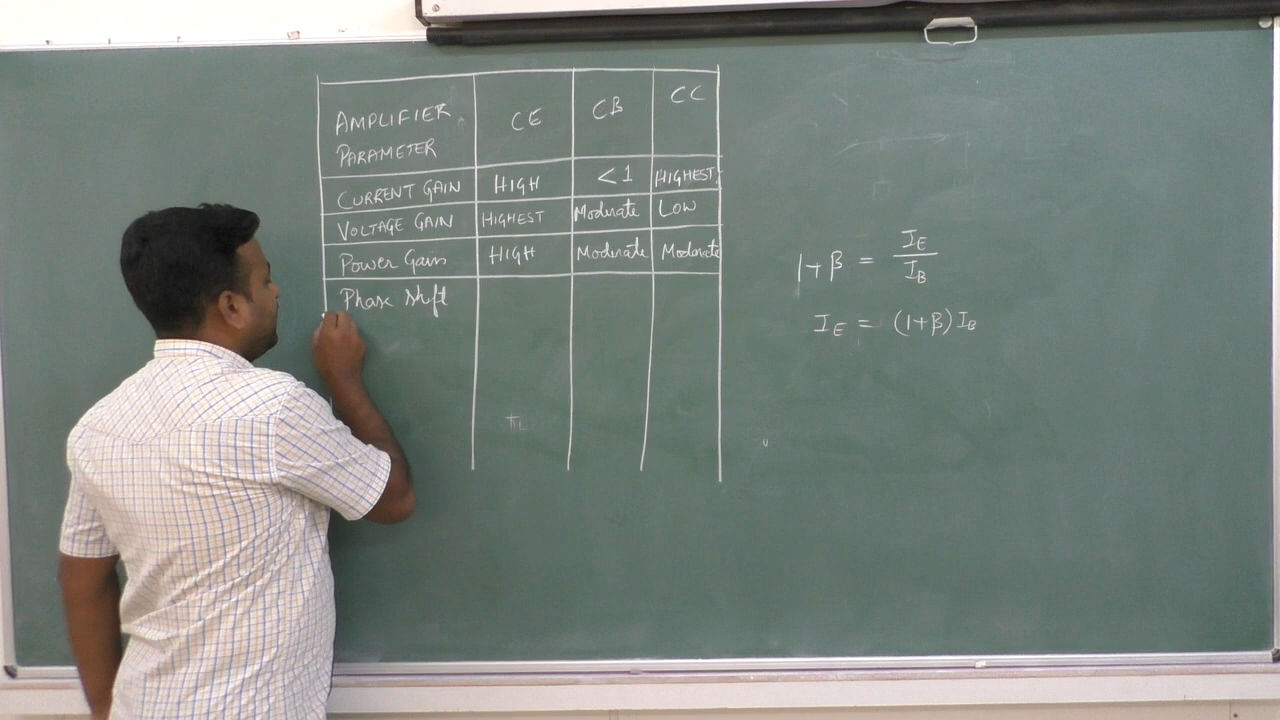 AMPLIFIER CE CB CC
PARAMETER
CURRENT GAIN HIGH <1 HIGHEST
VOLTAGE GAIN HIGHEST Moderate LOW
Power Gain HIGH Moderate Moderate
Phase Shift
1+β = I_E / I_B
I_E = (1+β) I_B